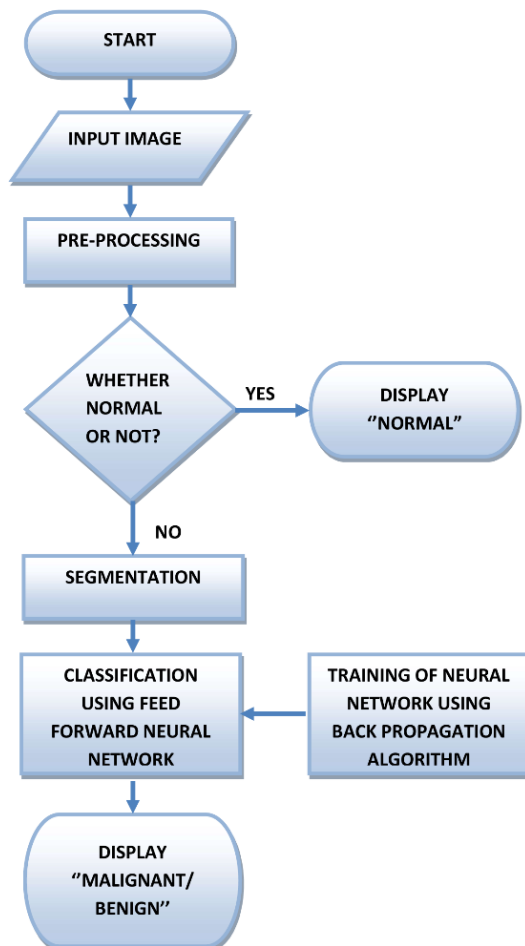 START
INPUT IMAGE
PRE-PROCESSING
WHETHER
NORMAL
OR NOT?
YES
DISPLAY
‘’NORMAL”
NO
SEGMENTATION
CLASSIFICATION
USING FEED
FORWARD NEURAL
NETWORK
TRAINING OF NEURAL
NETWORK USING
BACK PROPAGATION
ALGORITHM
DISPLAY
‘’MALIGNANT/
BENIGN’’